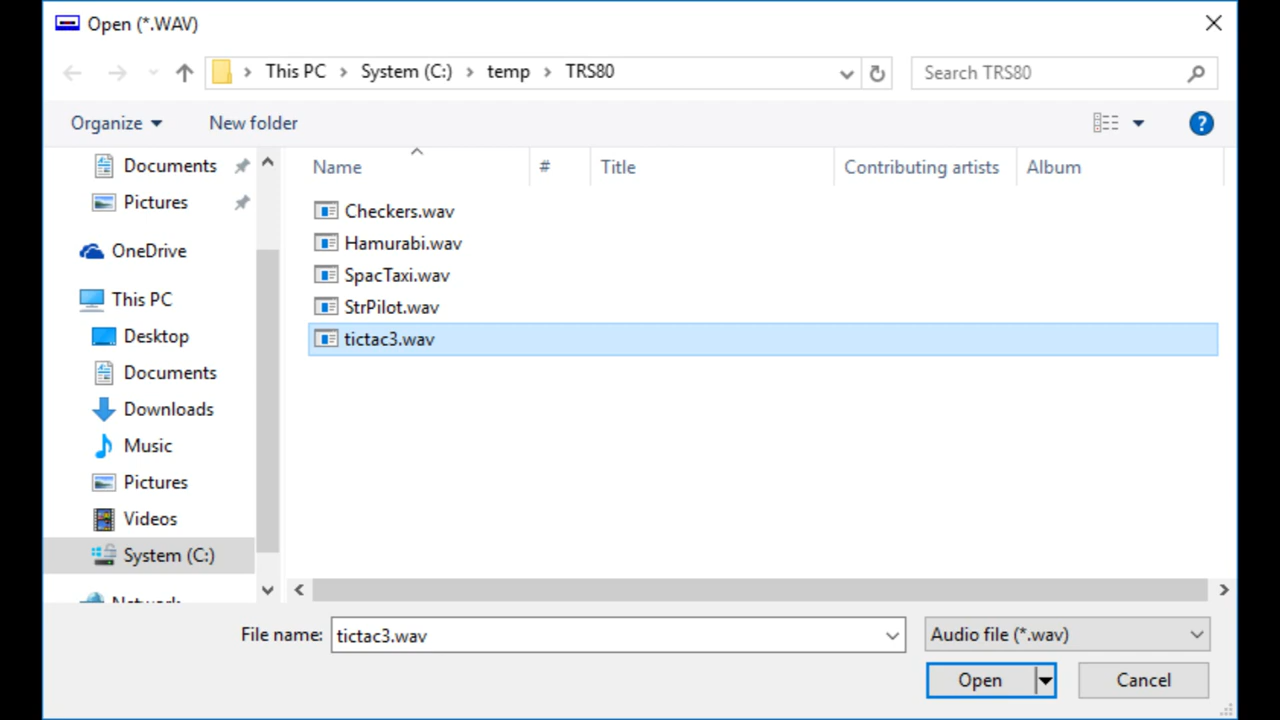 Open (*.WAV)
This PC > System (C:) > temp > TRS80
Search TRS80
Organize
New folder
?
Documents
Pictures
OneDrive
This PC
Desktop
Documents
Downloads
Music
Pictures
Videos
System (C:)
Network
Name # Title Contributing artists Album
Checkers.wav
Hamurabi.wav
SpacTaxi.wav
StrPilot.wav
tictac3.wav
File name: tictac3.wav
Audio file (*.wav)
Open
Cancel